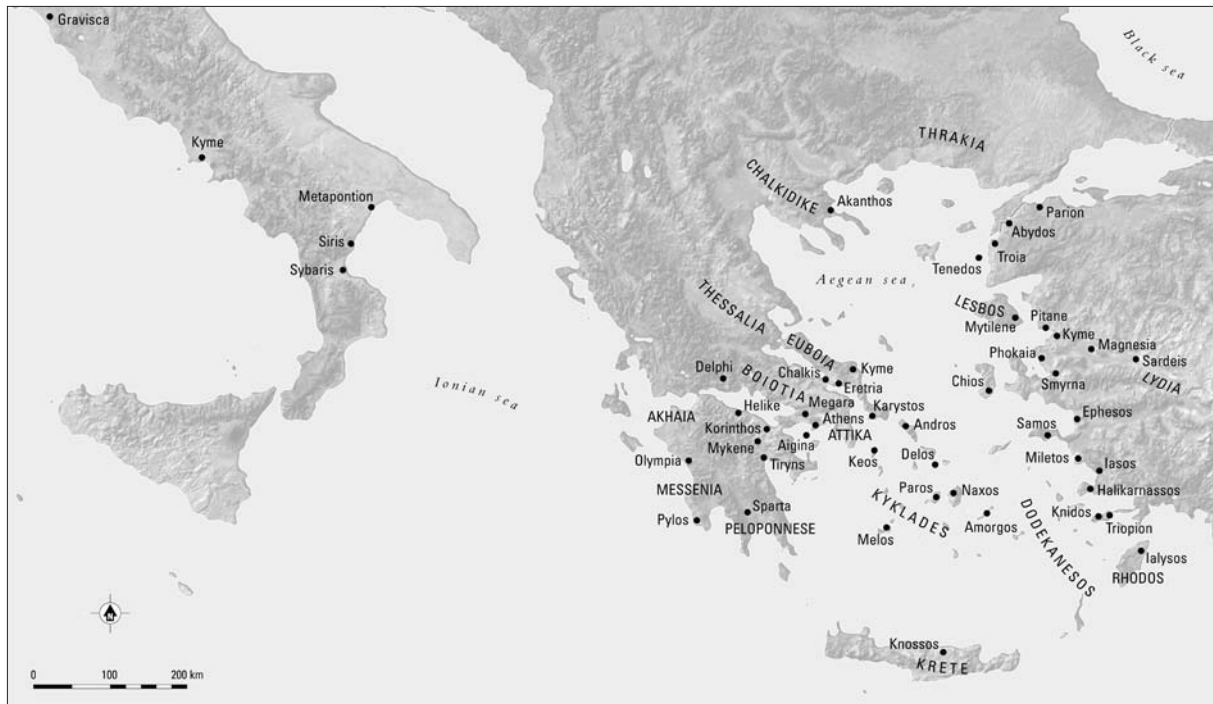 Gravisca
Black sea
Kyme
THRAKIA
CHALKIDIKE
Metapontion
Akanthos
Parion
Abydos
Siris
Troia
Sybaris
Tenedos
Aegean sea
THESSALIA
LESBOS
Mytilene
Pitane
Kyme
EUBOIA
Magnesia
Phokaia
Sardeis
Delphi
BOIOTIA
Chalkis
Kyme
Eretria
Smyrna
LYDIA
Ionian sea
Chios
AKHAIA
Helike
Megara
Karystos
Athens
Ephesos
Korinthos
ATTIKA
Andros
Samos
Mykene
Aigina
Olympia
Tiryns
Keos
Delos
Miletos
Iasos
MESSENIA
Paros
Naxos
Halikarnassos
KYKLADES
DODEKANESOS
Sparta
Pylos
PELOPONNESE
Amorgos
Knidos
Triopion
Melos
Ialysos
RHODOS
N
Knossos
KRETE
0 100 200 km